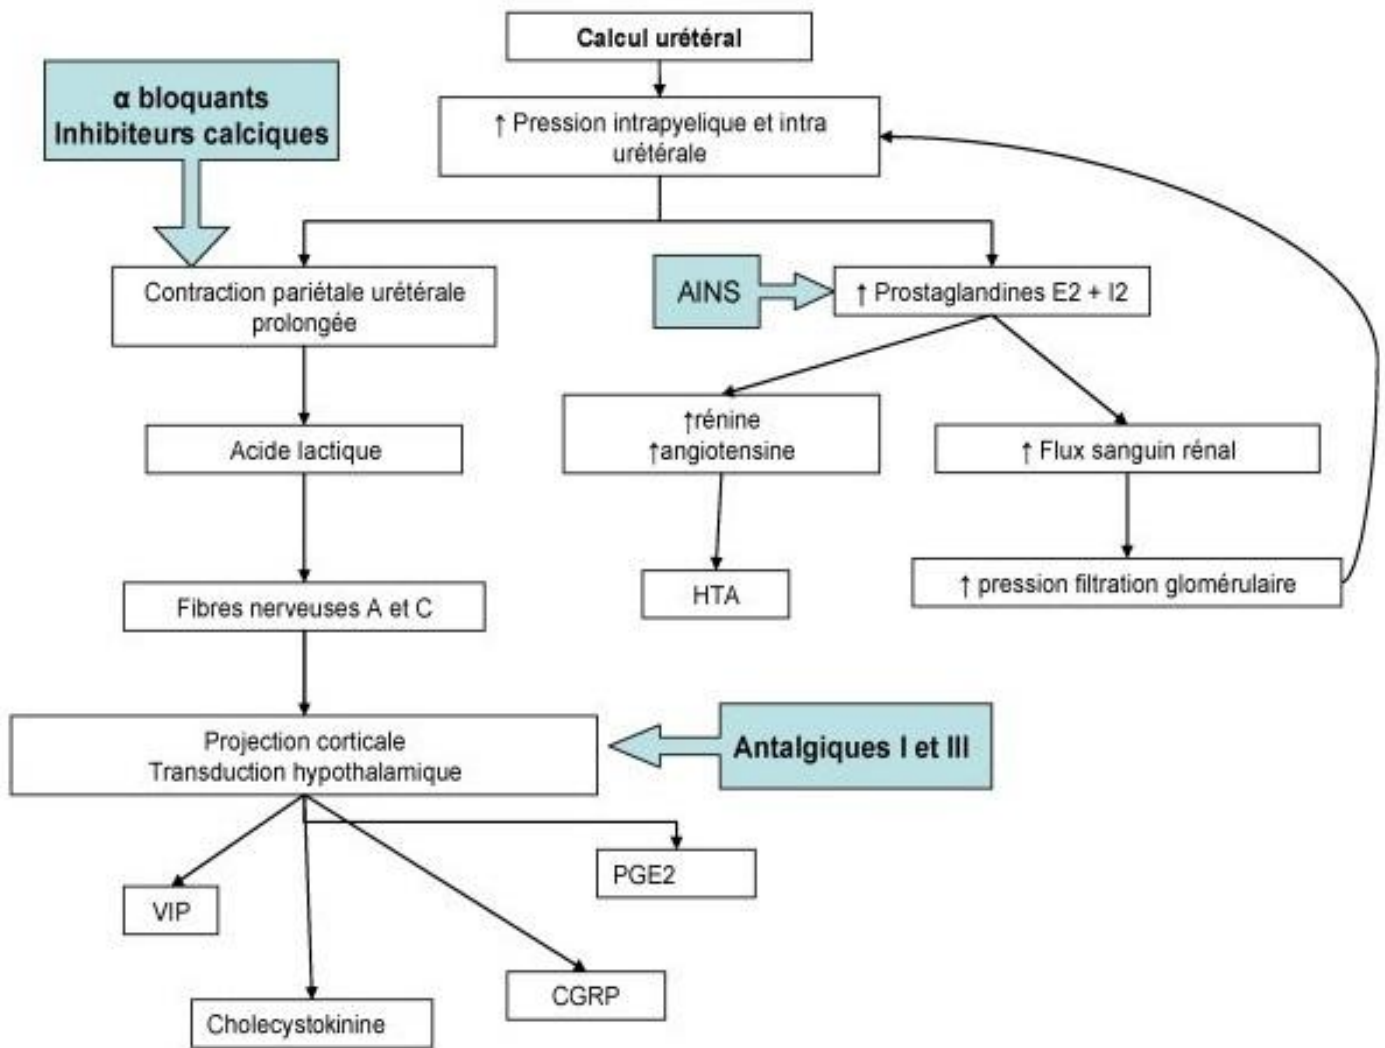 Calcul urétéral
α bloquants
Inhibiteurs calciques
↑ Pression intrapyelique et intra
urétérale
Contraction pariétale urétérale
prolongée
AINS
↑ Prostaglandines E2 + I2
↑rénine
↑angiotensine
Acide lactique
↑ Flux sanguin rénal
HTA
↑ pression filtration glomérulaire
Fibres nerveuses A et C
Projection corticale
Transduction hypothalamique
Antalgiques I et III
PGE2
VIP
CGRP
Cholecystokinine